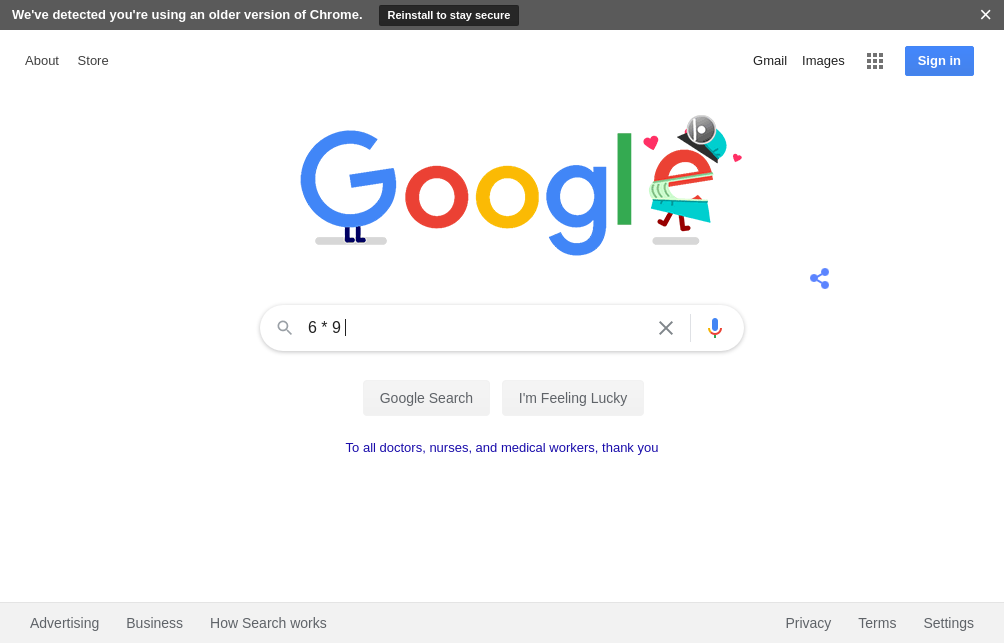 We've detected you're using an older version of Chrome. Reinstall to stay secure
About Store Gmail Images Sign in
Google
6 * 9
Google Search I'm Feeling Lucky
To all doctors, nurses, and medical workers, thank you
Advertising Business How Search works Privacy Terms Settings